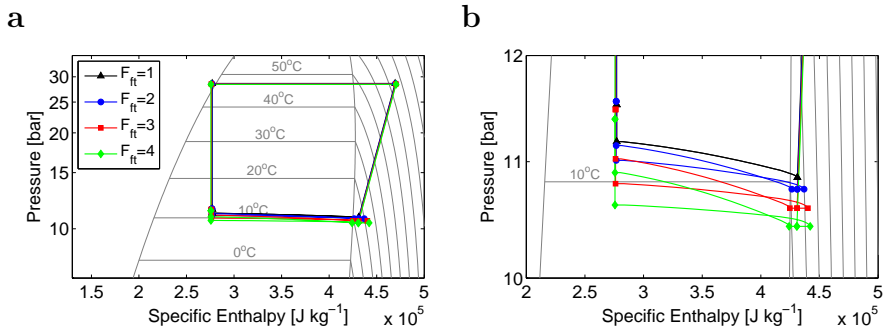 a
b
30
25
20
15
10
Pressure [bar]
F_ft=1
F_ft=2
F_ft=3
F_ft=4
50°C
40°C
30°C
20°C
10°C
0°C
1.5 2 2.5 3 3.5 4 4.5 5
Specific Enthalpy [J kg⁻¹]
x 10⁵
12
11
10
Pressure [bar]
10°C
2 2.5 3 3.5 4 4.5 5
Specific Enthalpy [J kg⁻¹]
x 10⁵